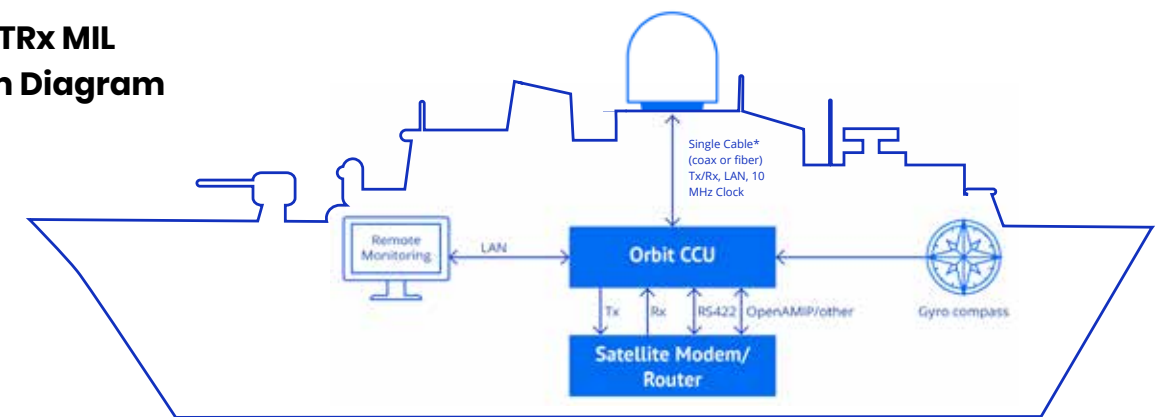 TRx MIL
n Diagram
Single Cable*
(coax or fiber)
Tx/Rx, LAN, 10
MHz Clock
Remote
Monitoring
LAN
Orbit CCU
Tx
Rx
RS422
OpenAMIP/other
Gyro compass
Satellite Modem/
Router